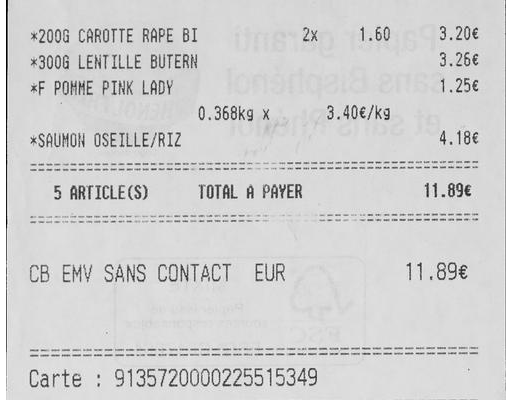 *200G CAROTTE RAPE BI 2x 1.60 3.20€
*300G LENTILLE BUTERN 3.26€
*F POMME PINK LADY 1.25€
0.368kg x 3.40€/kg
*SAUMON OSEILLE/RIZ 4.18€
5 ARTICLE(S) TOTAL A PAYER 11.89€
CB EMV SANS CONTACT EUR 11.89€
Carte : 9135720000225515349